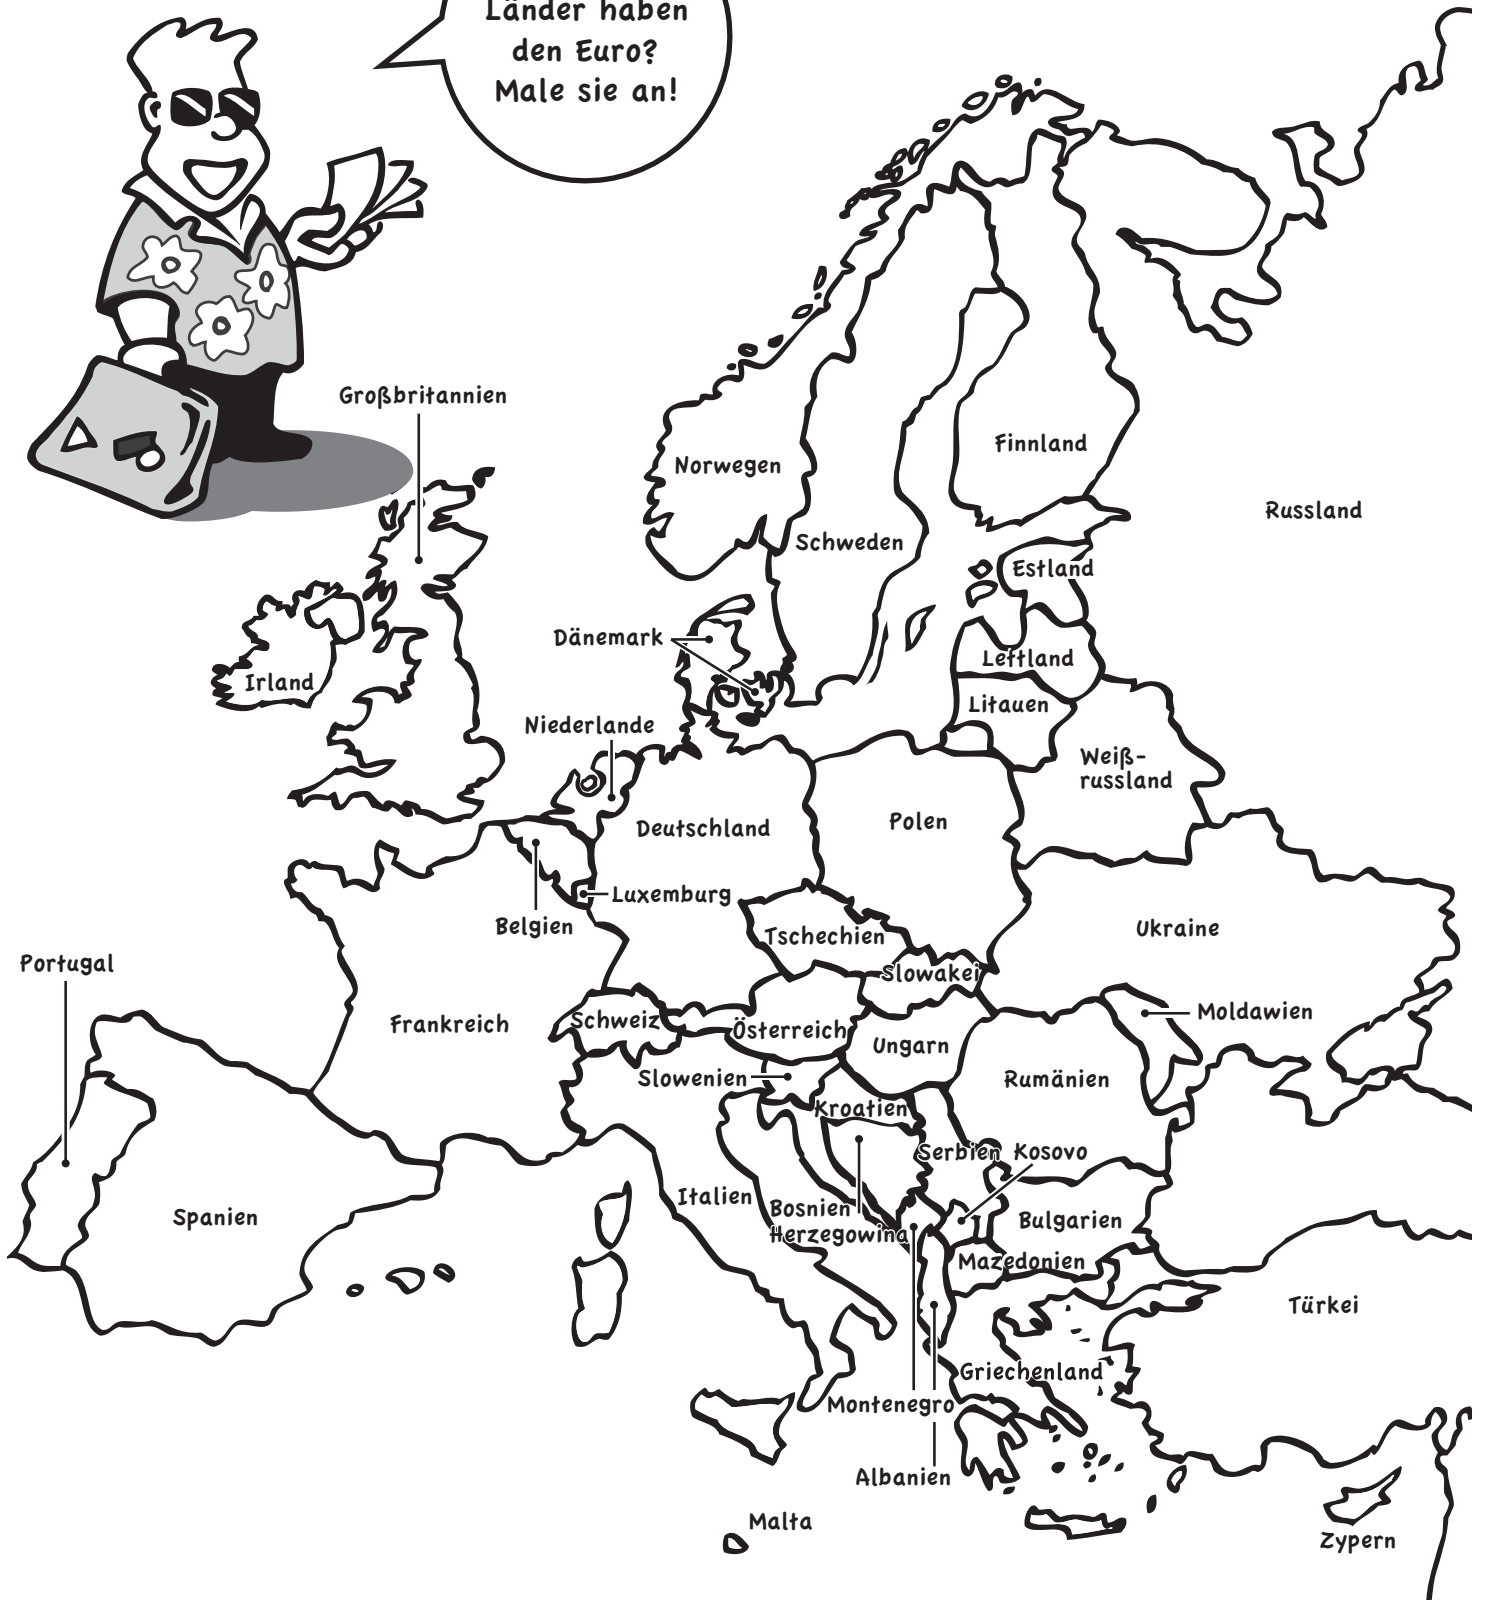 Länder haben
den Euro?
Male sie an!
Großbritannien
Norwegen
Finnland
Russland
Schweden
Estland
Dänemark
Lettland
Irland
Litauen
Niederlande
Weiß-
russland
Deutschland
Polen
Luxemburg
Belgien
Tschechien
Ukraine
Portugal
Slowakei
Frankreich
Schweiz
Österreich
Moldawien
Ungarn
Slowenien
Rumänien
Kroatien
Serbien
Kosovo
Spanien
Italien
Bosnien
Herzegowina
Bulgarien
Mazedonien
Türkei
Griechenland
Montenegro
Albanien
Malta
Zypern